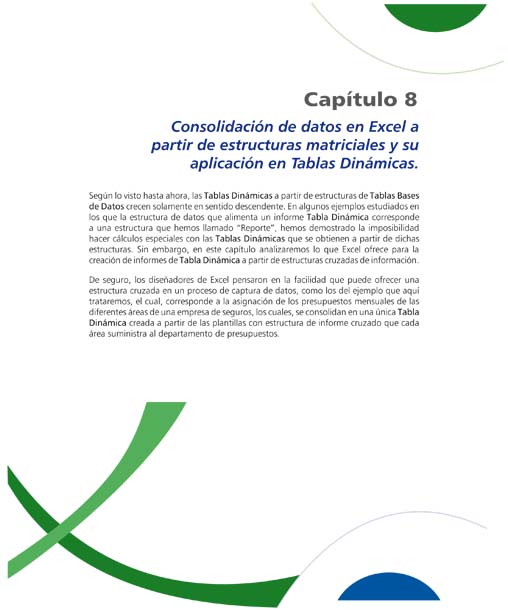 Capítulo 8
Consolidación de datos en Excel a
partir de estructuras matriciales y su
aplicación en Tablas Dinámicas.
Según lo visto hasta ahora, las Tablas Dinámicas a partir de estructuras de Tablas Bases
de Datos crecen solamente en sentido descendente. En algunos ejemplos estudiados en
los que la estructura de datos que alimenta un informe Tabla Dinámica corresponde
a una estructura que hemos llamado “Reporte”, hemos demostrado la imposibilidad
hacer cálculos especiales con las Tablas Dinámicas que se obtienen a partir de dichas
estructuras. Sin embargo, en este capítulo analizaremos lo que Excel ofrece para la
creación de informes de Tabla Dinámica a partir de estructuras cruzadas de información.
De seguro, los diseñadores de Excel pensaron en la facilidad que puede ofrecer una
estructura cruzada en un proceso de captura de datos, como los del ejemplo que aquí
trataremos, el cual, corresponde a la asignación de los presupuestos mensuales de las
diferentes áreas de una empresa de seguros, los cuales, se consolidan en una única Tabla
Dinámica creada a partir de las plantillas con estructura de informe cruzado que cada
área suministra al departamento de presupuestos.